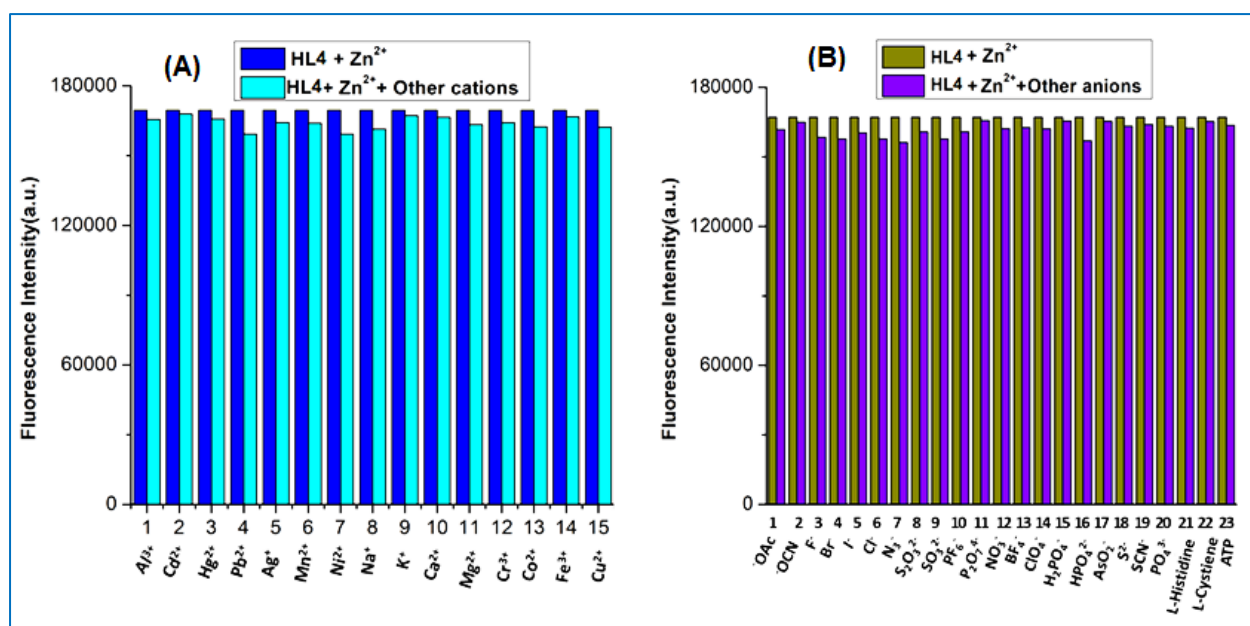 (A)
HL4 + Zn²⁺
HL4+ Zn²⁺+ Other cations
Fluorescence Intensity(a.u.)
180000
120000
60000
0
1 2 3 4 5 6 7 8 9 10 11 12 13 14 15
Al³⁺ Cd²⁺ Hg²⁺ Pb²⁺ Ag⁺ Mn²⁺ Ni²⁺ Na⁺ K⁺ Ca²⁺ Mg²⁺ Cr³⁺ Co²⁺ Fe³⁺ Cu²⁺
(B)
HL4 + Zn²⁺
HL4 +Zn²⁺+Other anions
Fluorescence Intensity(a.u.)
180000
120000
60000
0
1 2 3 4 5 6 7 8 9 10 11 12 13 14 15 16 17 18 19 20 21 22 23
⁻OAc ⁻OCN F⁻ Br⁻ I⁻ Cl⁻ N₃⁻ S₂O₃²⁻ SO₃²⁻ PF₆⁻ P₂O₇⁴⁻ NO₃⁻ BF₄⁻ ClO₄⁻ H₂PO₄⁻ HPO₄²⁻ AsO₂⁻ S²⁻ SCN⁻ PO₄³⁻ L-Histidine L-Cystiene ATP